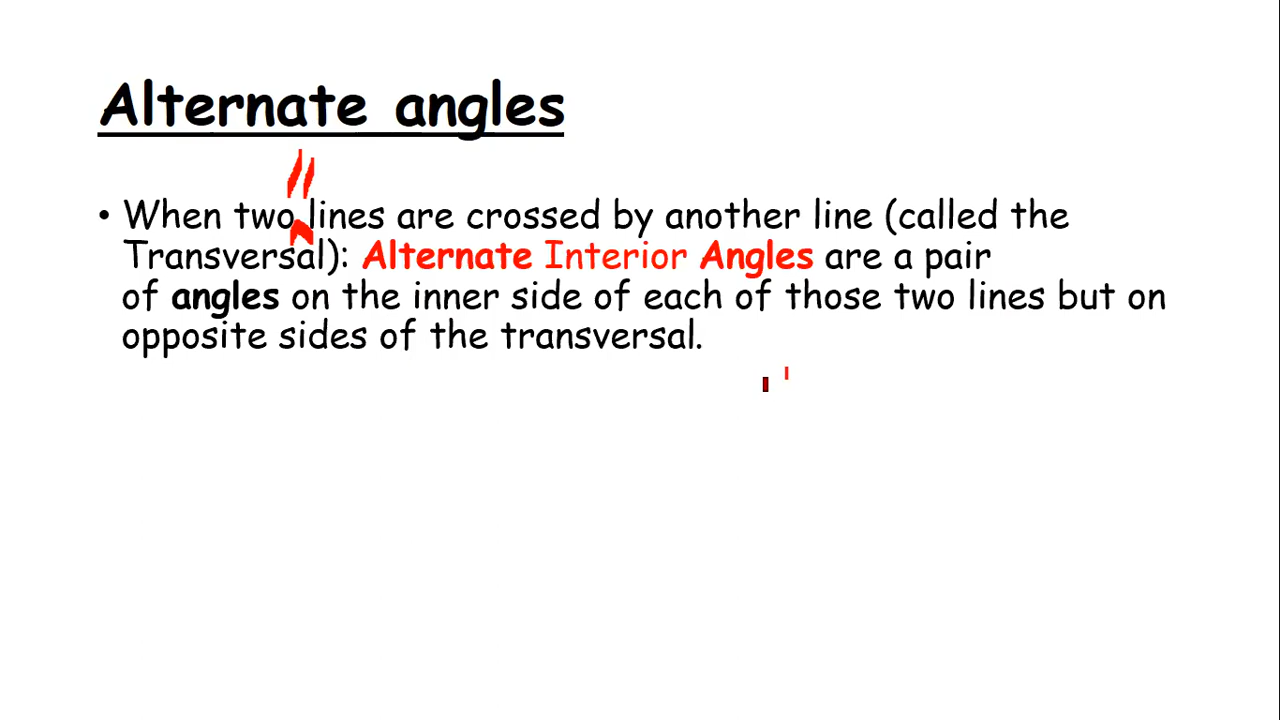 Alternate angles
//
• When two lines are crossed by another line (called the
Transversal): Alternate Interior Angles are a pair
of angles on the inner side of each of those two lines but on
opposite sides of the transversal.